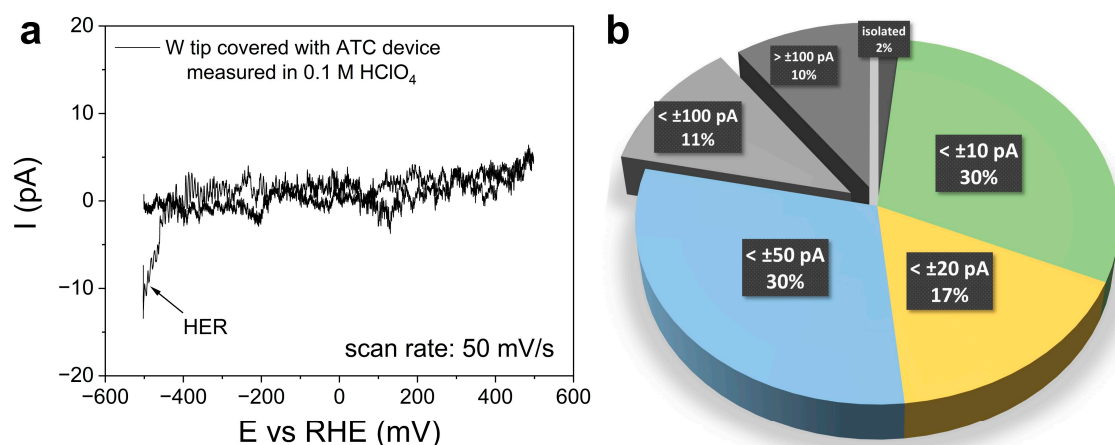 a
20
10
0
−10
−20
I (pA)
W tip covered with ATC device
measured in 0.1 M HClO₄
HER
scan rate: 50 mV/s
−600
−400
−200
0
200
400
600
E vs RHE (mV)
b
isolated
2%
> ±100 pA
10%
< ±100 pA
11%
< ±10 pA
30%
< ±50 pA
30%
< ±20 pA
17%